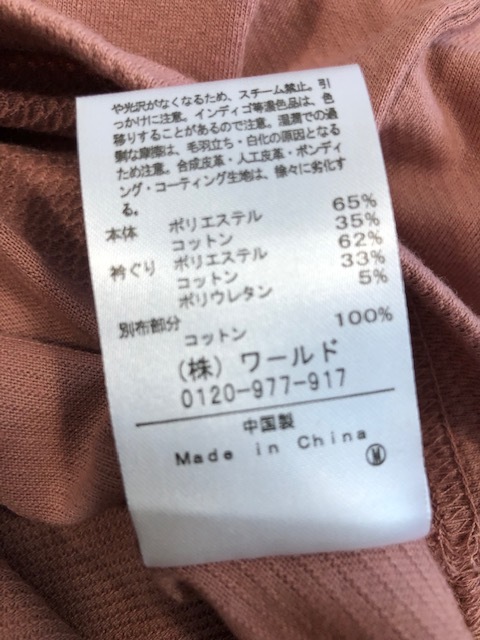 や光沢がなくなるため、スチーム禁止。引
っかけに注意。インディゴ等濃色品は、色
移りすることがあるので注意。湿潤での過
剰な摩擦は、毛羽立ち・白化の原因となる
ため注意。合成皮革・人工皮革・ボンディ
ング・コーティング生地は、徐々に劣化す
る。
本体 ポリエステル 65%
コットン 35%
衿ぐり ポリエステル 62%
コットン 33%
ポリウレタン 5%
別布部分
コットン 100%
(株) ワールド
0120-977-917
中国製
Made in China
M